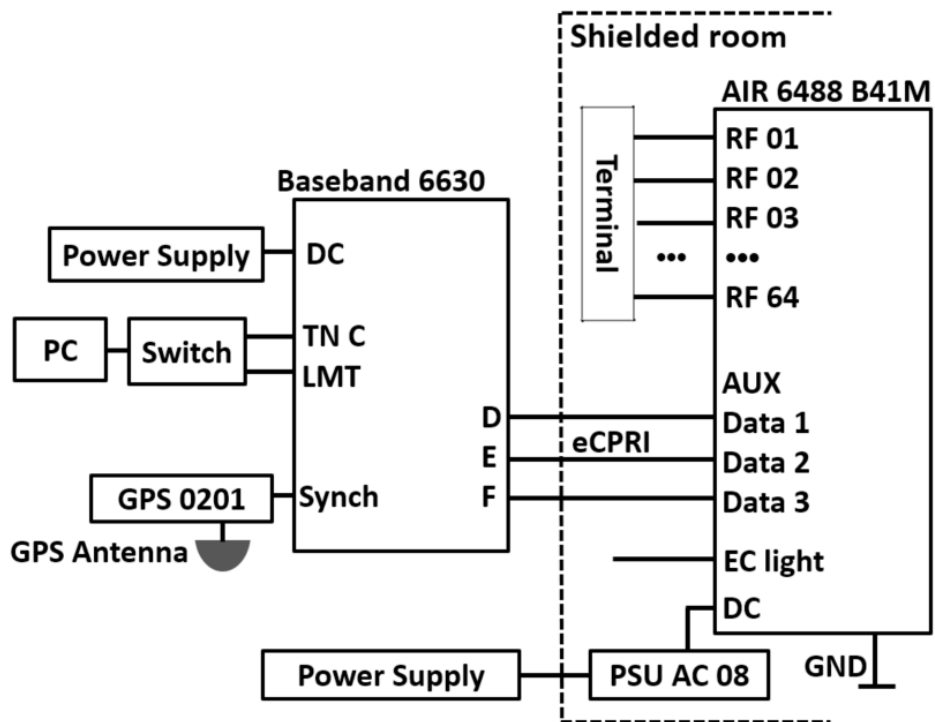 Shielded room
AIR 6488 B41M
RF 01
RF 02
RF 03
...
...
RF 64
Terminal
Baseband 6630
Power Supply
DC
PC
Switch
TN C
LMT
AUX
D
Data 1
eCPRI
E
Data 2
F
Data 3
GPS 0201
Synch
GPS Antenna
EC light
DC
Power Supply
PSU AC 08
GND